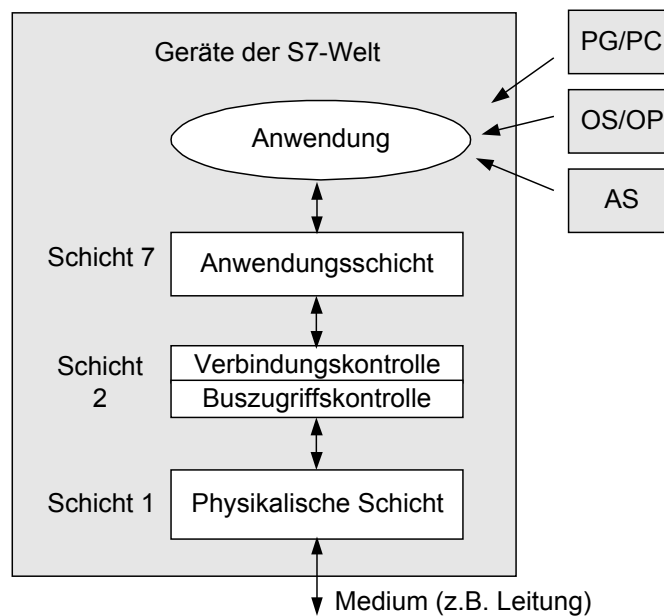 Geräte der S7-Welt
PG/PC
OS/OP
AS
Anwendung
Schicht 7
Anwendungsschicht
Schicht
2
Verbindungskontrolle
Buszugriffskontrolle
Schicht 1
Physikalische Schicht
Medium (z.B. Leitung)